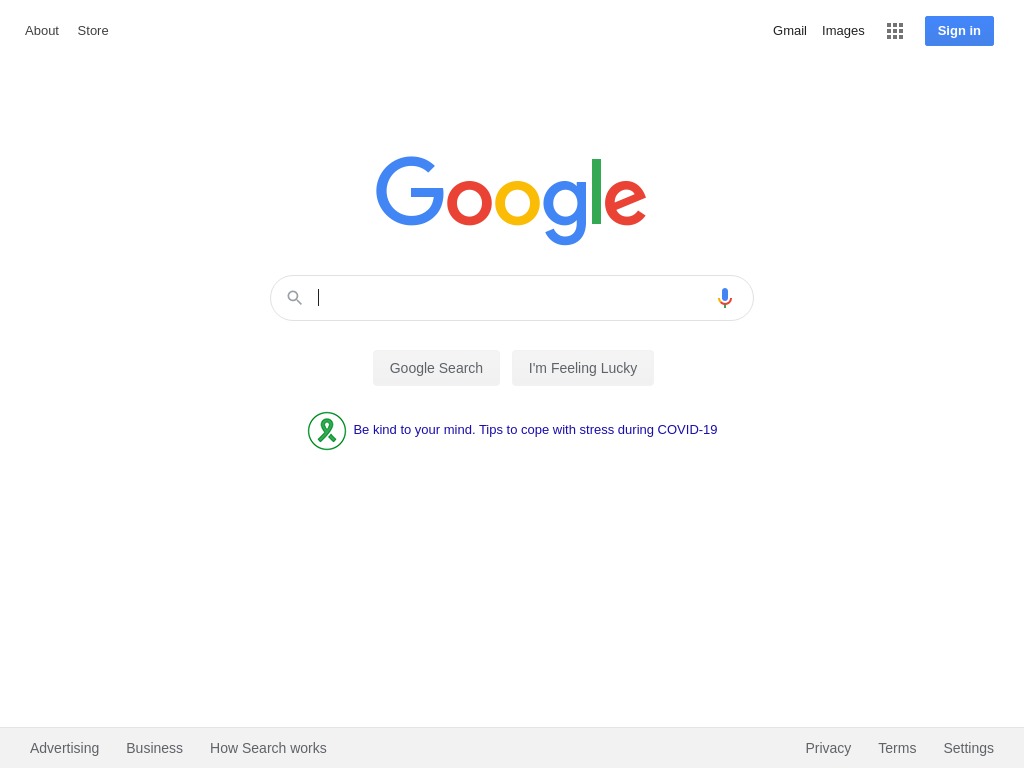 About Store Gmail Images Sign in
Google
Google Search I'm Feeling Lucky
Be kind to your mind. Tips to cope with stress during COVID-19
Advertising Business How Search works Privacy Terms Settings